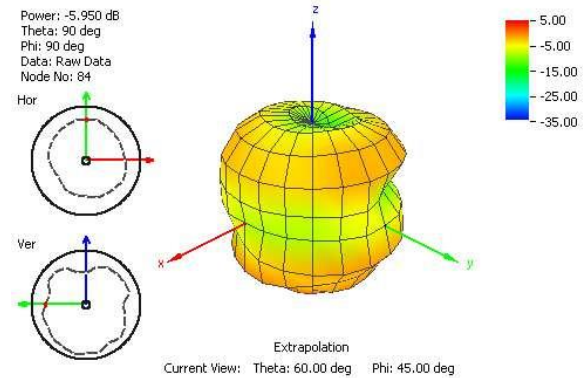 Power: -5.950 dB
Theta: 90 deg
Phi: 90 deg
Data: Raw Data
Node No: 84
Hor
Ver
z
x
y
5.00
-5.00
-15.00
-25.00
-35.00
Extrapolation
Current View: Theta: 60.00 deg Phi: 45.00 deg